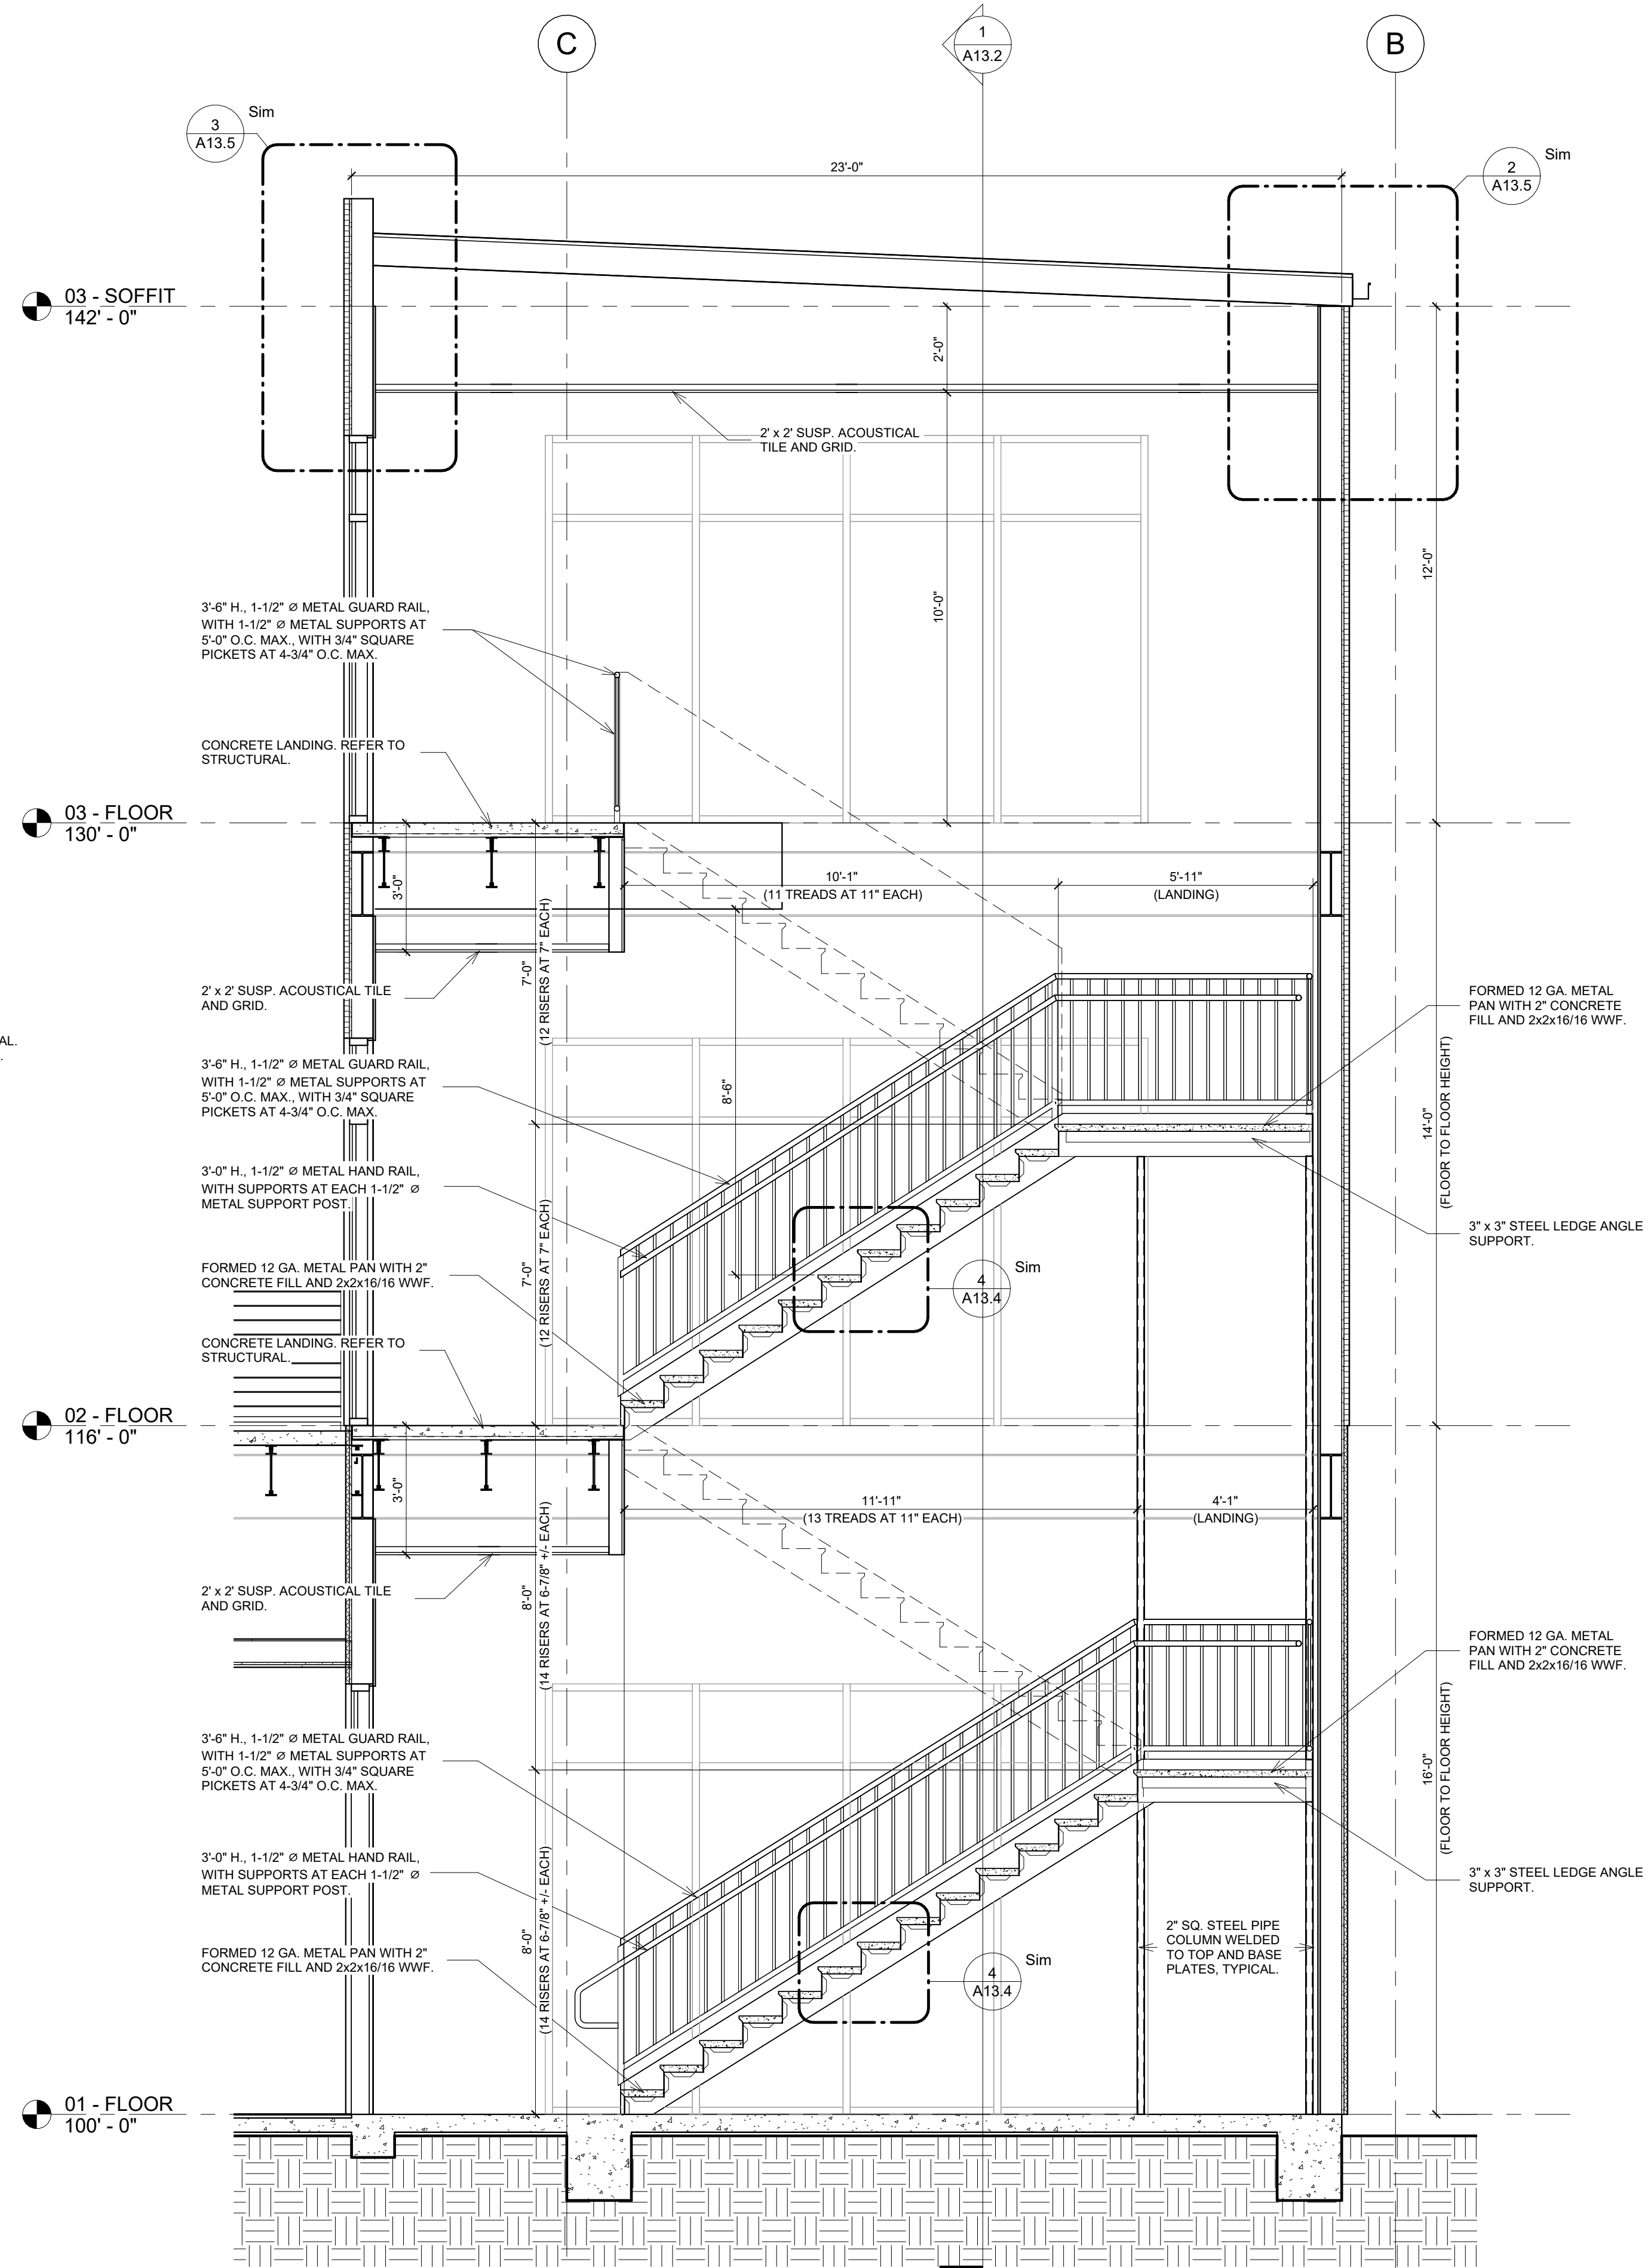 C
1
A13.2
B
3
A13.5
Sim
2
A13.5
Sim
23'-0"
03 - SOFFIT
142' - 0"
2'-0"
2' x 2' SUSP. ACOUSTICAL
TILE AND GRID.
12'-0"
10'-0"
3'-6" H., 1-1/2" Ø METAL GUARD RAIL,
WITH 1-1/2" Ø METAL SUPPORTS AT
5'-0" O.C. MAX., WITH 3/4" SQUARE
PICKETS AT 4-3/4" O.C. MAX.
CONCRETE LANDING. REFER TO
STRUCTURAL.
03 - FLOOR
130' - 0"
3'-0"
10'-1"
(11 TREADS AT 11" EACH)
5'-11"
(LANDING)
7'-0"
(12 RISERS AT 7" EACH)
2' x 2' SUSP. ACOUSTICAL TILE
AND GRID.
FORMED 12 GA. METAL
PAN WITH 2" CONCRETE
FILL AND 2x2x16/16 WWF.
AL.
.
3'-6" H., 1-1/2" Ø METAL GUARD RAIL,
WITH 1-1/2" Ø METAL SUPPORTS AT
5'-0" O.C. MAX., WITH 3/4" SQUARE
PICKETS AT 4-3/4" O.C. MAX.
8'-6"
14'-0"
(FLOOR TO FLOOR HEIGHT)
3'-0" H., 1-1/2" Ø METAL HAND RAIL,
WITH SUPPORTS AT EACH 1-1/2" Ø
METAL SUPPORT POST.
3" x 3" STEEL LEDGE ANGLE
SUPPORT.
7'-0"
(12 RISERS AT 7" EACH)
FORMED 12 GA. METAL PAN WITH 2"
CONCRETE FILL AND 2x2x16/16 WWF.
4
A13.4
Sim
CONCRETE LANDING. REFER TO
STRUCTURAL.
02 - FLOOR
116' - 0"
3'-0"
11'-11"
(13 TREADS AT 11" EACH)
4'-1"
(LANDING)
8'-0"
(14 RISERS AT 6-7/8" +/- EACH)
2' x 2' SUSP. ACOUSTICAL TILE
AND GRID.
FORMED 12 GA. METAL
PAN WITH 2" CONCRETE
FILL AND 2x2x16/16 WWF.
3'-6" H., 1-1/2" Ø METAL GUARD RAIL,
WITH 1-1/2" Ø METAL SUPPORTS AT
5'-0" O.C. MAX., WITH 3/4" SQUARE
PICKETS AT 4-3/4" O.C. MAX.
16'-0"
(FLOOR TO FLOOR HEIGHT)
3'-0" H., 1-1/2" Ø METAL HAND RAIL,
WITH SUPPORTS AT EACH 1-1/2" Ø
METAL SUPPORT POST.
3" x 3" STEEL LEDGE ANGLE
SUPPORT.
8'-0"
(14 RISERS AT 6-7/8" +/- EACH)
FORMED 12 GA. METAL PAN WITH 2"
CONCRETE FILL AND 2x2x16/16 WWF.
4
A13.4
Sim
2" SQ. STEEL PIPE
COLUMN WELDED
TO TOP AND BASE
PLATES, TYPICAL.
01 - FLOOR
100' - 0"